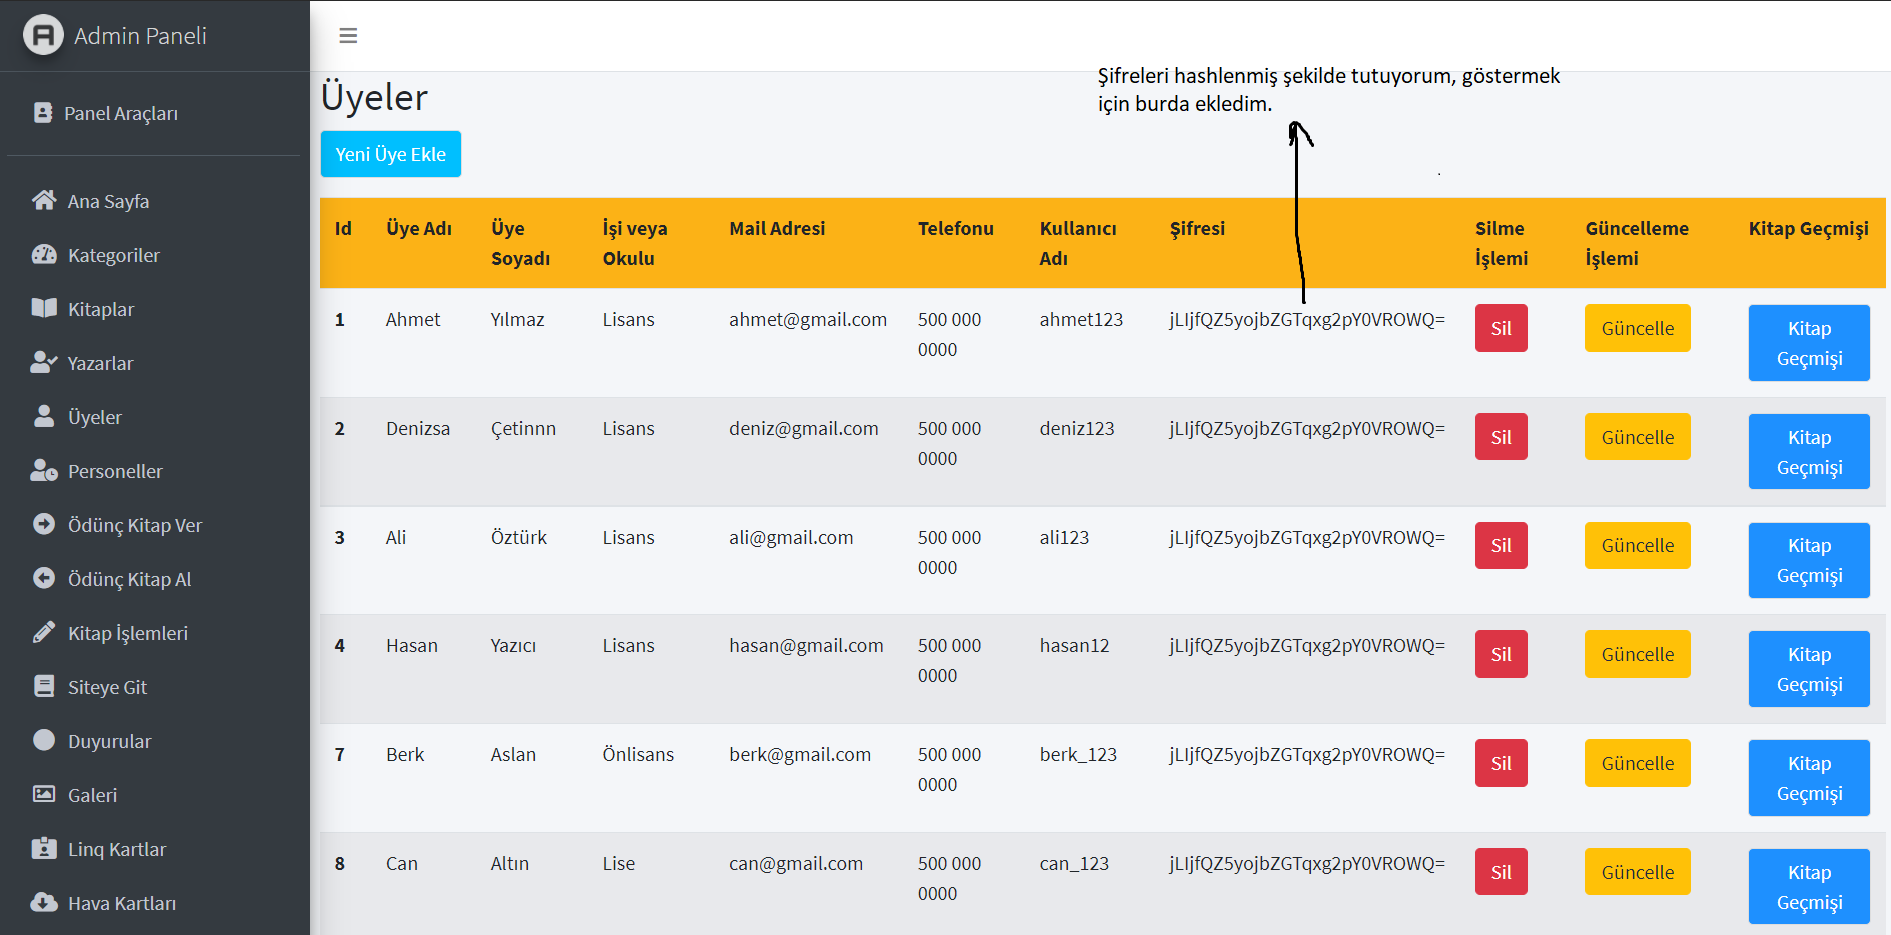 Admin Paneli
Panel Araçları
Ana Sayfa
Kategoriler
Kitaplar
Yazarlar
Üyeler
Personeller
Ödünç Kitap Ver
Ödünç Kitap Al
Kitap İşlemleri
Siteye Git
Duyurular
Galeri
Linq Kartlar
Hava Kartları
Şifreleri hashlenmiş şekilde tutuyorum, göstermek
için burda ekledim.
Üyeler
Yeni Üye Ekle
Id Üye Adı Üye Soyadı İşi veya Okulu Mail Adresi Telefonu Kullanıcı Adı Şifresi Silme İşlemi Güncelleme İşlemi Kitap Geçmişi
1 Ahmet Yılmaz Lisans ahmet@gmail.com 500 000 0000 ahmet123 jLIjfQZ5yojbZGTqxg2pY0VROWQ= Sil Güncelle Kitap Geçmişi
2 Denizsa Çetinnn Lisans deniz@gmail.com 500 000 0000 deniz123 jLIjfQZ5yojbZGTqxg2pY0VROWQ= Sil Güncelle Kitap Geçmişi
3 Ali Öztürk Lisans ali@gmail.com 500 000 0000 ali123 jLIjfQZ5yojbZGTqxg2pY0VROWQ= Sil Güncelle Kitap Geçmişi
4 Hasan Yazıcı Lisans hasan@gmail.com 500 000 0000 hasan12 jLIjfQZ5yojbZGTqxg2pY0VROWQ= Sil Güncelle Kitap Geçmişi
7 Berk Aslan Önlisans berk@gmail.com 500 000 0000 berk_123 jLIjfQZ5yojbZGTqxg2pY0VROWQ= Sil Güncelle Kitap Geçmişi
8 Can Altın Lise can@gmail.com 500 000 0000 can_123 jLIjfQZ5yojbZGTqxg2pY0VROWQ= Sil Güncelle Kitap Geçmişi